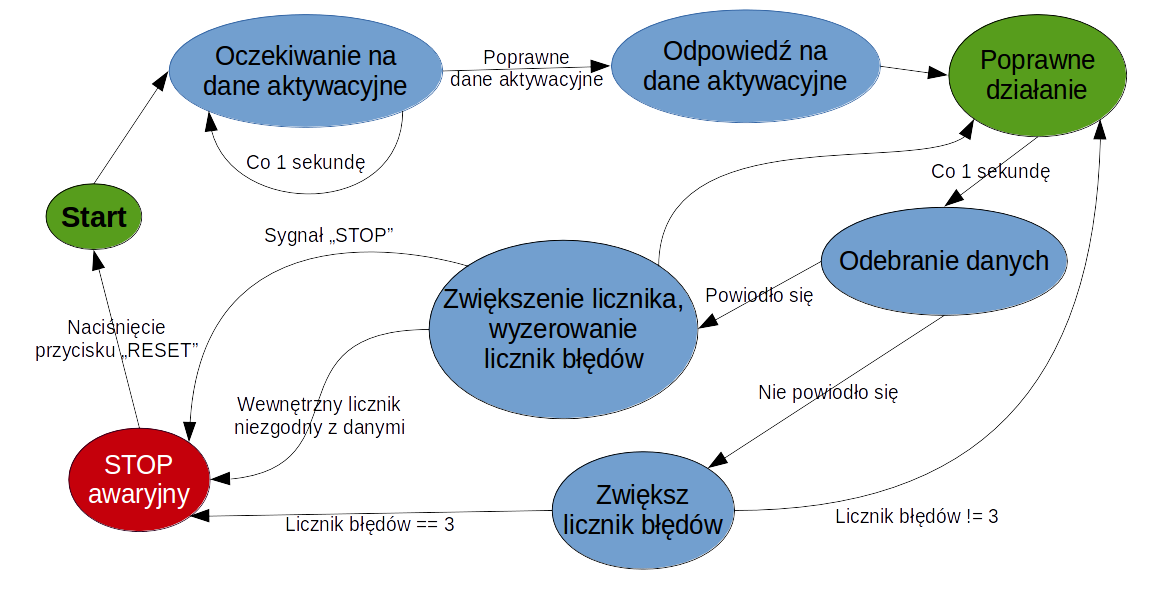 Oczekiwanie na
dane aktywacyjne
Poprawne
dane aktywacyjne
Odpowiedź na
dane aktywacyjne
Poprawne
działanie
Co 1 sekundę
Co 1 sekundę
Start
Sygnał „STOP”
Zwiększenie licznika,
wyzerowanie
licznik błędów
Odebranie danych
Powiodło się
Naciśnięcie
przycisku „RESET”
Wewnętrzny licznik
niezgodny z danymi
Nie powiodło się
STOP
awaryjny
Zwiększ
licznik błędów
Licznik błędów == 3
Licznik błędów != 3